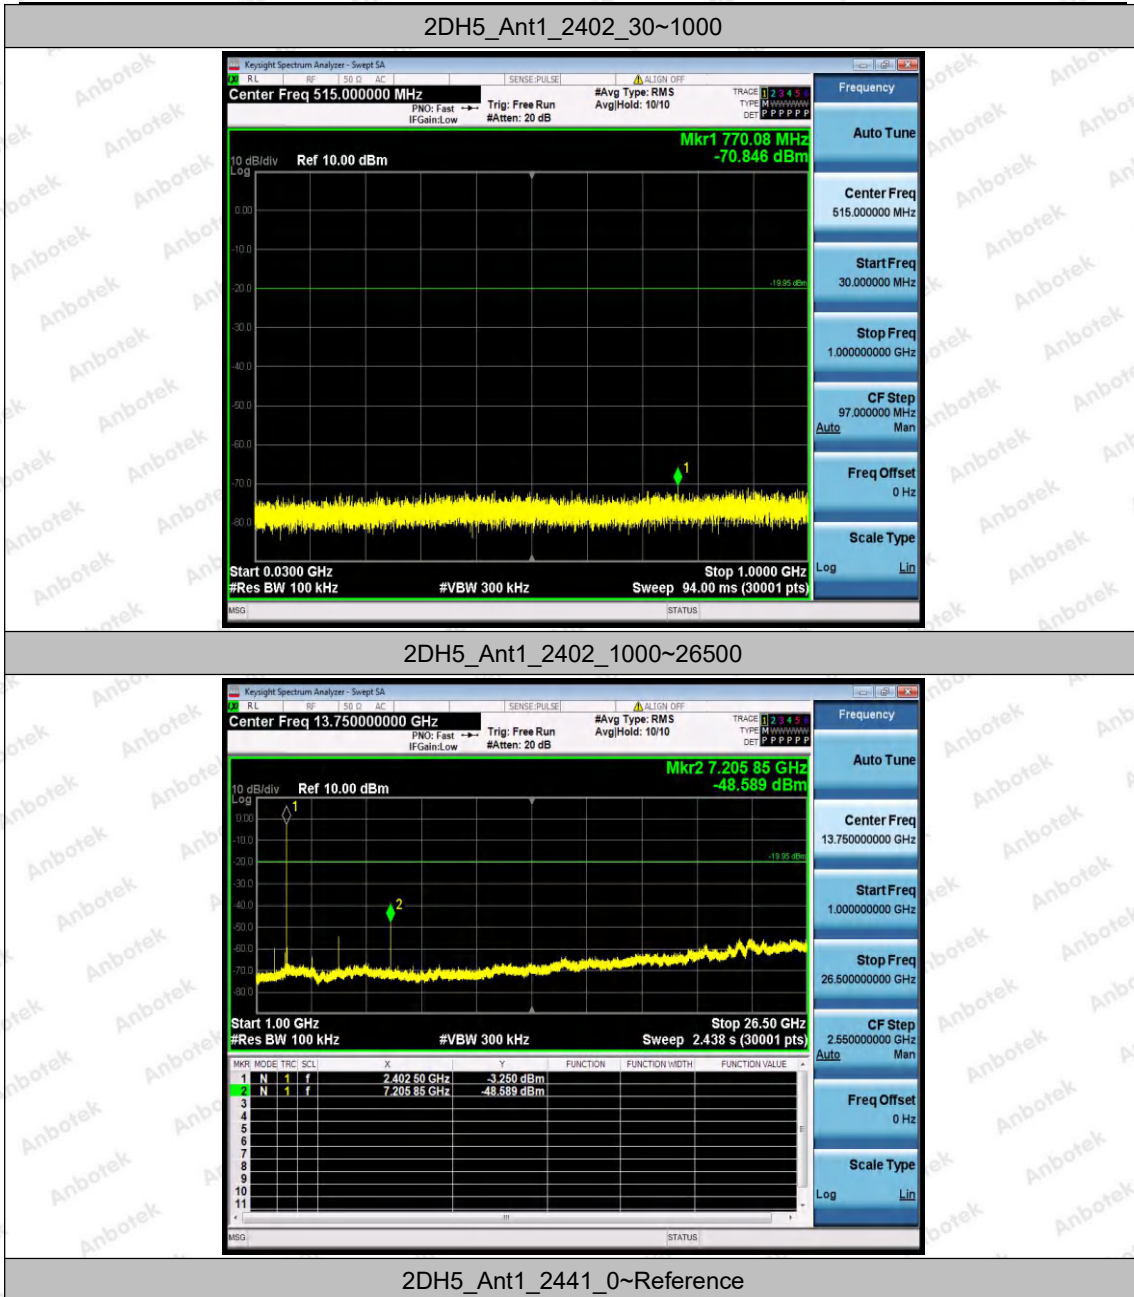 2DH5_Ant1_2402_30~1000
Keysight Spectrum Analyzer - Swept SA
RL RF 50 Ω AC SENSE:PULSE ALIGN OFF
Center Freq 515.000000 MHz #Avg Type: RMS TRACE 1 2 3 4 5 6
PNO: Fast Trig: Free Run Avg|Hold: 10/10 TYPE M WWWWW
IFGain:Low #Atten: 20 dB DET P P P P P P
Mkr1 770.08 MHz
-70.846 dBm
10 dB/div Ref 10.00 dBm
Log
0.00
-10.0
-20.0
-19.95 dBm
-30.0
-40.0
-50.0
-60.0
-70.0
-80.0
1
Start 0.0300 GHz Stop 1.0000 GHz
#Res BW 100 kHz #VBW 300 kHz Sweep 94.00 ms (30001 pts)
MSG STATUS
Frequency
Auto Tune
Center Freq
515.000000 MHz
Start Freq
30.000000 MHz
Stop Freq
1.000000000 GHz
CF Step
97.000000 MHz
Auto Man
Freq Offset
0 Hz
Scale Type
Log Lin
2DH5_Ant1_2402_1000~26500
Keysight Spectrum Analyzer - Swept SA
RL RF 50 Ω AC SENSE:PULSE ALIGN OFF
Center Freq 13.750000000 GHz #Avg Type: RMS TRACE 1 2 3 4 5 6
PNO: Fast Trig: Free Run Avg|Hold: 10/10 TYPE M WWWWW
IFGain:Low #Atten: 20 dB DET P P P P P P
Mkr2 7.205 85 GHz
-48.589 dBm
10 dB/div Ref 10.00 dBm
Log
0.00
-10.0
-20.0
-19.95 dBm
-30.0
-40.0
-50.0
-60.0
-70.0
-80.0
1
2
Start 1.00 GHz Stop 26.50 GHz
#Res BW 100 kHz #VBW 300 kHz Sweep 2.438 s (30001 pts)
MKR MODE TRC SCL X Y FUNCTION FUNCTION WIDTH FUNCTION VALUE
1 N 1 f 2.402 50 GHz -3.250 dBm
2 N 1 f 7.205 85 GHz -48.589 dBm
3
4
5
6
7
8
9
10
11
MSG STATUS
Frequency
Auto Tune
Center Freq
13.750000000 GHz
Start Freq
1.000000000 GHz
Stop Freq
26.500000000 GHz
CF Step
2.550000000 GHz
Auto Man
Freq Offset
0 Hz
Scale Type
Log Lin
2DH5_Ant1_2441_0~Reference
Anbotek